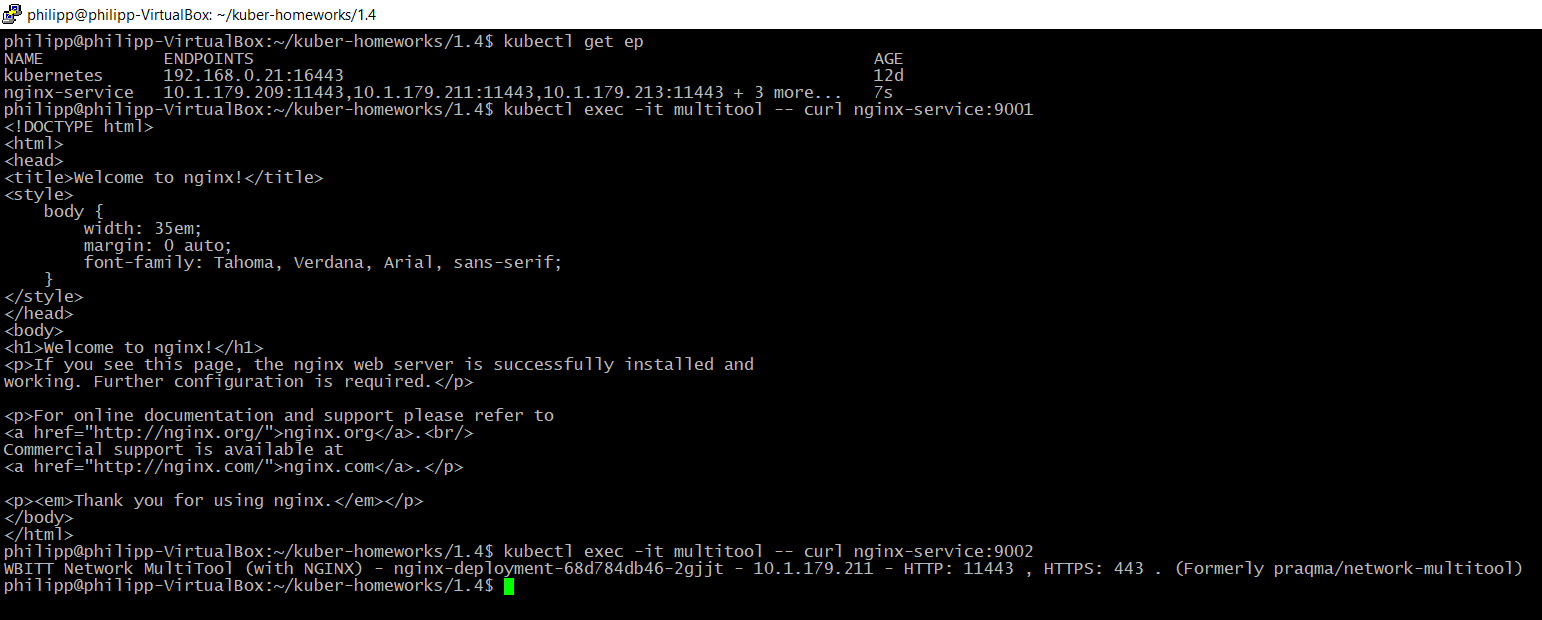 philipp@philipp-VirtualBox: ~/kuber-homeworks/1.4
philipp@philipp-VirtualBox:~/kuber-homeworks/1.4$ kubectl get ep
NAME            ENDPOINTS                                                              AGE
kubernetes      192.168.0.21:16443                                                     12d
nginx-service   10.1.179.209:11443,10.1.179.211:11443,10.1.179.213:11443 + 3 more...   7s
philipp@philipp-VirtualBox:~/kuber-homeworks/1.4$ kubectl exec -it multitool -- curl nginx-service:9001
<!DOCTYPE html>
<html>
<head>
<title>Welcome to nginx!</title>
<style>
    body {
        width: 35em;
        margin: 0 auto;
        font-family: Tahoma, Verdana, Arial, sans-serif;
    }
</style>
</head>
<body>
<h1>Welcome to nginx!</h1>
<p>If you see this page, the nginx web server is successfully installed and
working. Further configuration is required.</p>

<p>For online documentation and support please refer to
<a href="http://nginx.org/">nginx.org</a>.<br/>
Commercial support is available at
<a href="http://nginx.com/">nginx.com</a>.</p>

<p><em>Thank you for using nginx.</em></p>
</body>
</html>
philipp@philipp-VirtualBox:~/kuber-homeworks/1.4$ kubectl exec -it multitool -- curl nginx-service:9002
WBITT Network MultiTool (with NGINX) - nginx-deployment-68d784db46-2gjjt - 10.1.179.211 - HTTP: 11443 , HTTPS: 443 . (Formerly praqma/network-multitool)
philipp@philipp-VirtualBox:~/kuber-homeworks/1.4$